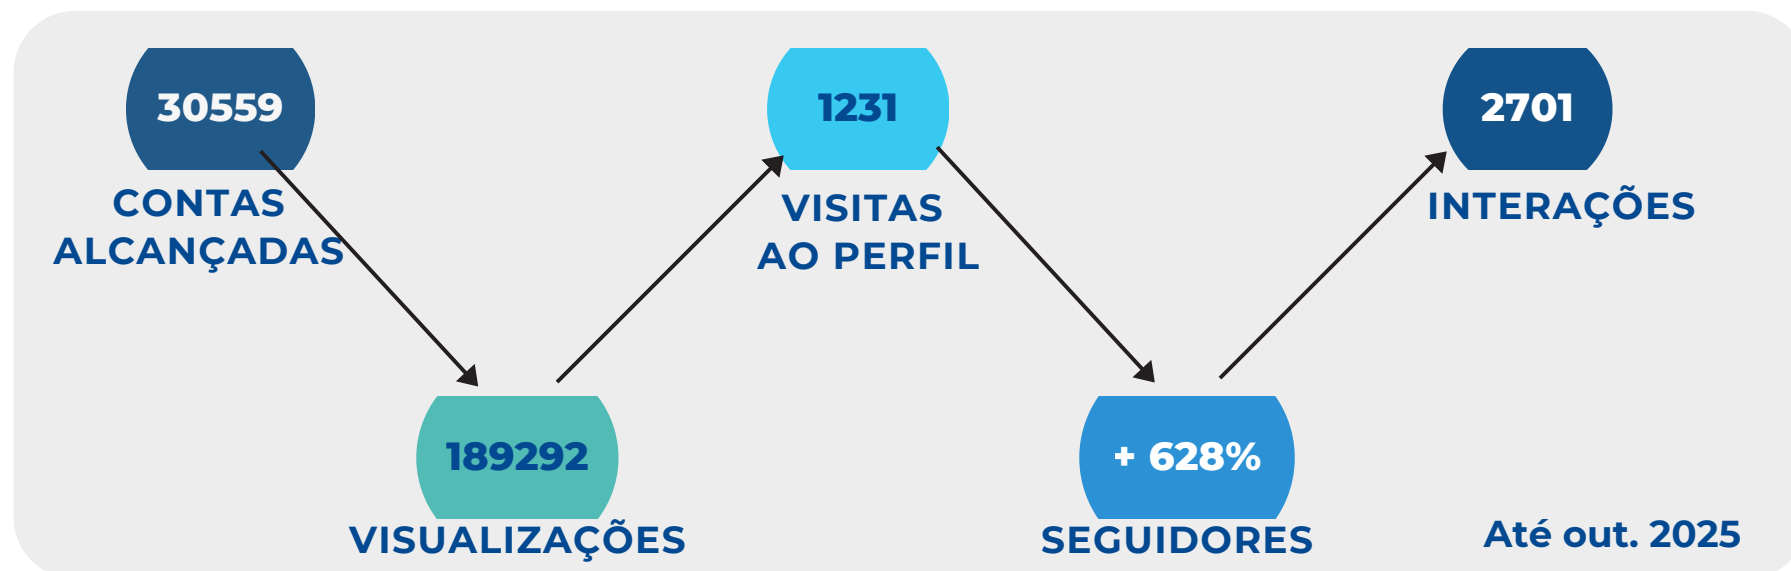 30559
CONTAS
ALCANÇADAS
189292
VISUALIZAÇÕES
1231
VISITAS
AO PERFIL
+ 628%
SEGUIDORES
2701
INTERAÇÕES
Até out. 2025